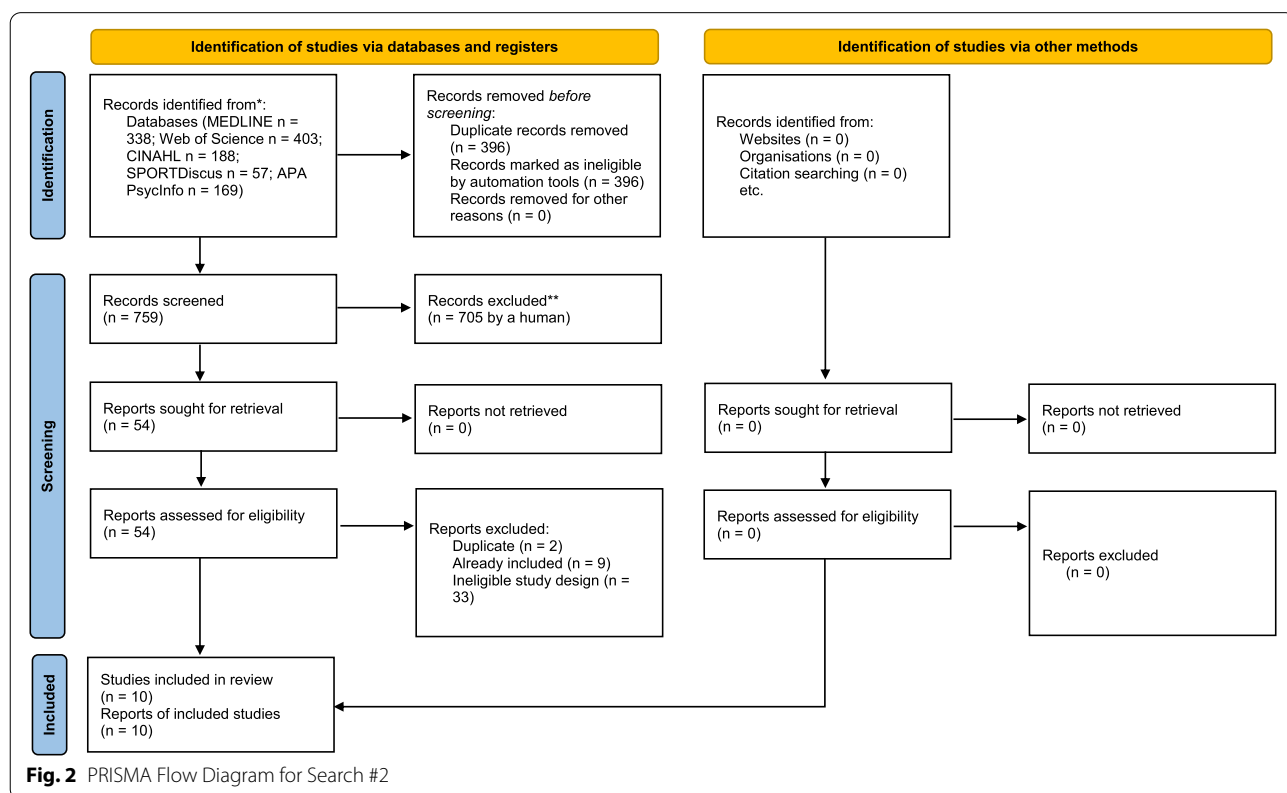 Identification of studies via databases and registers
Identification of studies via other methods
Identification
Records identified from*:
Databases (MEDLINE n =
338; Web of Science n = 403;
CINAHL n = 188;
SPORTDiscus n = 57; APA
PsycInfo n = 169)
Records removed before
screening:
Duplicate records removed
(n = 396)
Records marked as ineligible
by automation tools (n = 396)
Records removed for other
reasons (n = 0)
Records identified from:
Websites (n = 0)
Organisations (n = 0)
Citation searching (n = 0)
etc.
Screening
Records screened
(n = 759)
Records excluded**
(n = 705 by a human)
Reports sought for retrieval
(n = 54)
Reports not retrieved
(n = 0)
Reports sought for retrieval
(n = 0)
Reports not retrieved
(n = 0)
Reports assessed for eligibility
(n = 54)
Reports excluded:
Duplicate (n = 2)
Already included (n = 9)
Ineligible study design (n =
33)
Reports assessed for eligibility
(n = 0)
Reports excluded
(n = 0)
Included
Studies included in review
(n = 10)
Reports of included studies
(n = 10)
Fig. 2 PRISMA Flow Diagram for Search #2